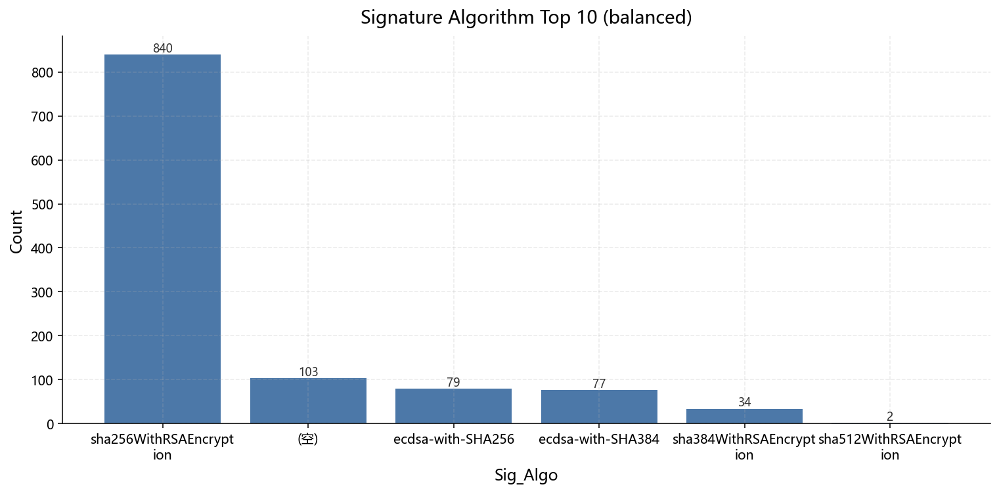 Signature Algorithm Top 10 (balanced)
840
800
700
600
500
400
300
200
100
0
Count
103
79
77
34
2
sha256WithRSAEncrypt
ion
(空)
ecdsa-with-SHA256
ecdsa-with-SHA384
sha384WithRSAEncrypt
ion
sha512WithRSAEncrypt
ion
Sig_Algo